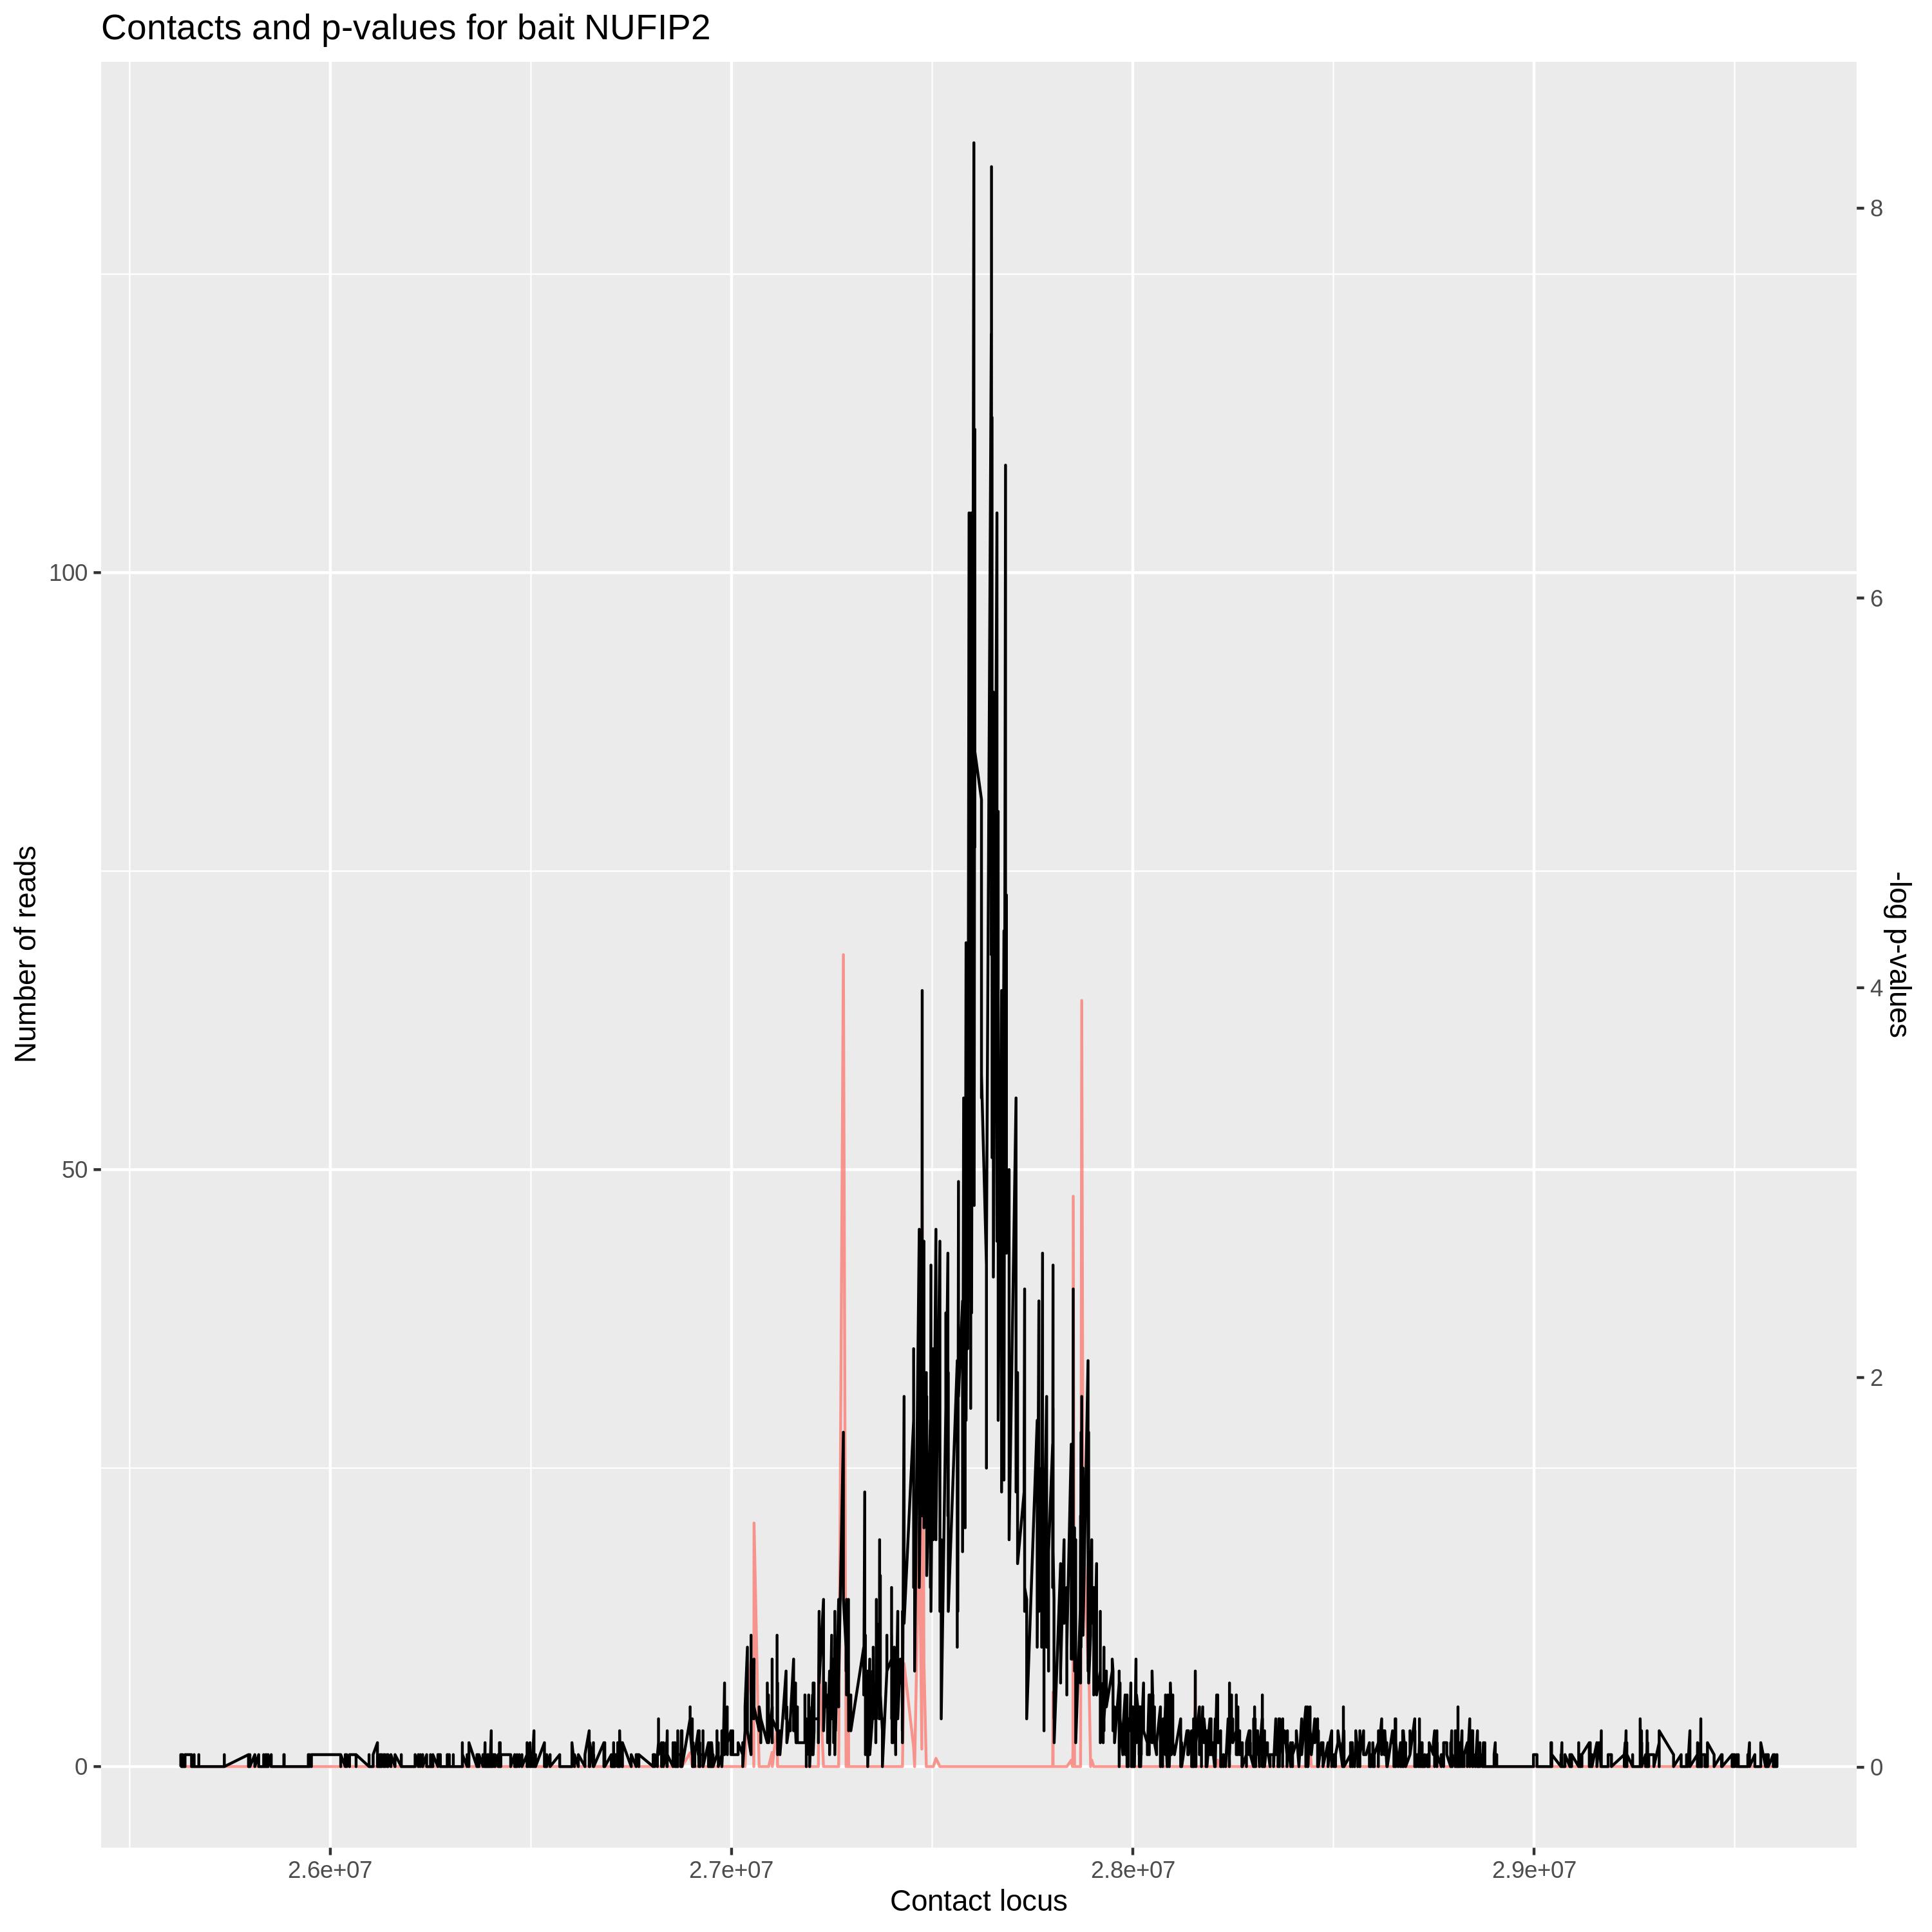 Contacts and p-values for bait NUFIP2
Number of reads
100
50
0
8
6
4
2
0
-log p-values
2.6e+07 2.7e+07 2.8e+07 2.9e+07
Contact locus